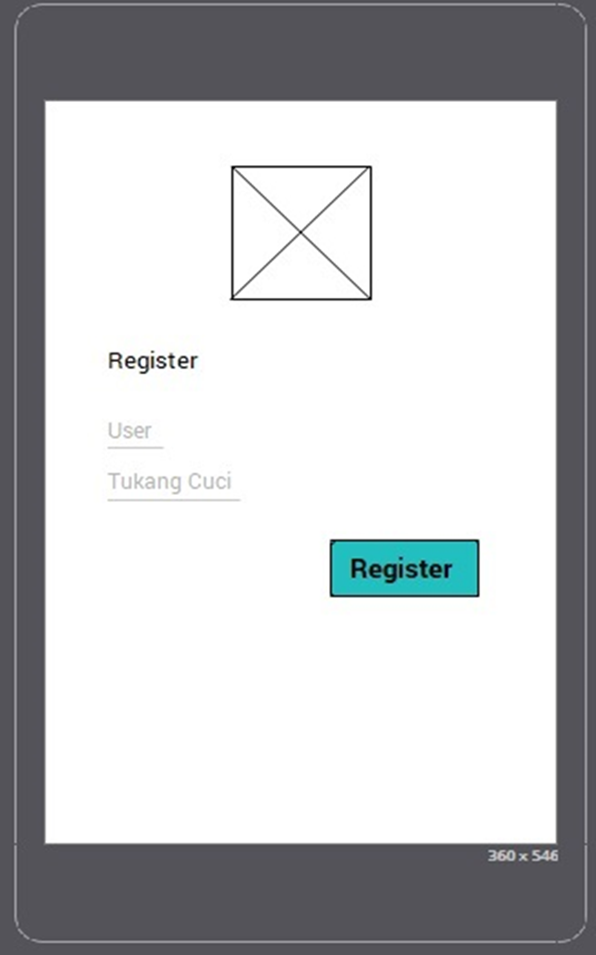 Register
User
Tukang Cuci
Register
360 x 546